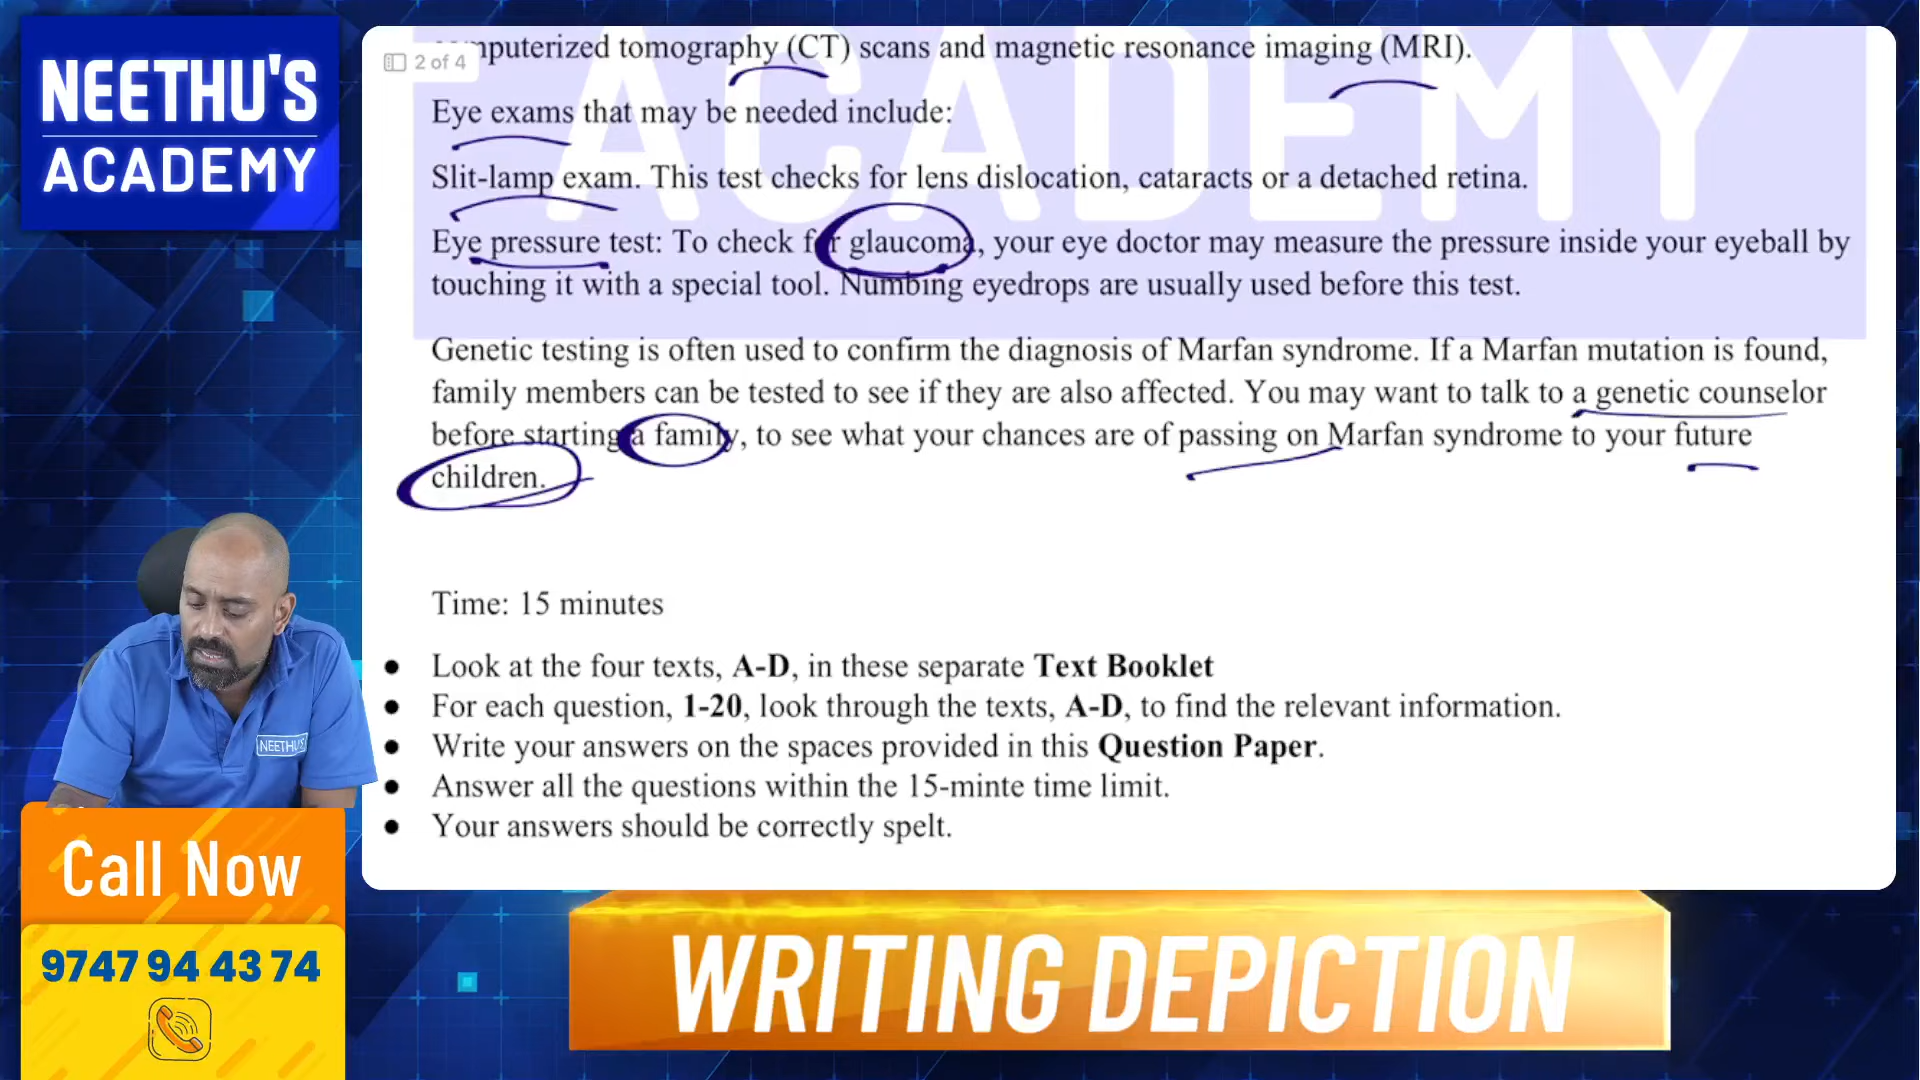 NEETHU'S
ACADEMY
ACADEMY
2 of 4
tomography (CT) scans and magnetic resonance imaging (MRI).
Eye exams that may be needed include:
Slit-lamp exam. This test checks for lens dislocation, cataracts or a detached retina.
Eye pressure test: To check for glaucoma, your eye doctor may measure the pressure inside your eyeball by
touching it with a special tool. Numbing eyedrops are usually used before this test.
Genetic testing is often used to confirm the diagnosis of Marfan syndrome. If a Marfan mutation is found,
family members can be tested to see if they are also affected. You may want to talk to a genetic counselor
before starting a family, to see what your chances are of passing on Marfan syndrome to your future
children.
Time: 15 minutes
● Look at the four texts, A-D, in these separate Text Booklet
● For each question, 1-20, look through the texts, A-D, to find the relevant information.
● Write your answers on the spaces provided in this Question Paper.
● Answer all the questions within the 15-minte time limit.
● Your answers should be correctly spelt.
NEETHU'S
Call Now
9747 94 43 74
WRITING DEPICTION